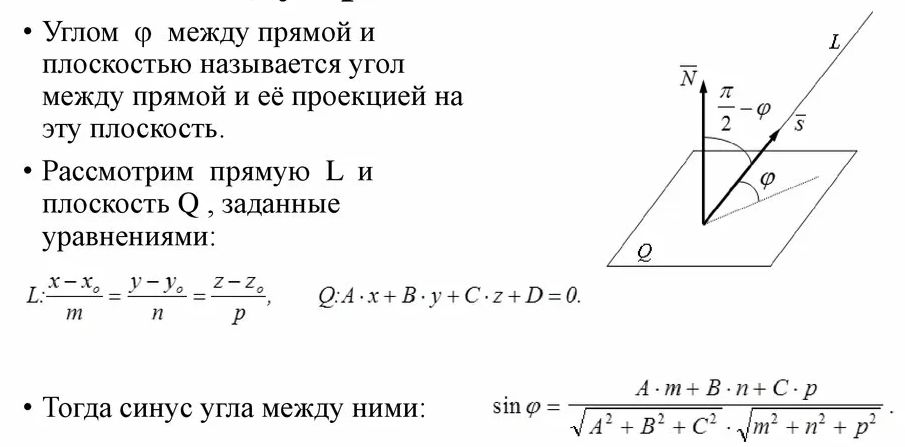 • Углом φ между прямой и
плоскостью называется угол
между прямой и её проекцией на
эту плоскость.
• Рассмотрим прямую L и
плоскость Q , заданные
уравнениями:
L: (x − x₀)/m = (y − y₀)/n = (z − z₀)/p, Q: A · x + B · y + C · z + D = 0.
• Тогда синус угла между ними: sin φ = (A · m + B · n + C · p)/(√(A² + B² + C²) · √(m² + n² + p²)).
L
N̅
π/2 − φ
s̅
φ
Q